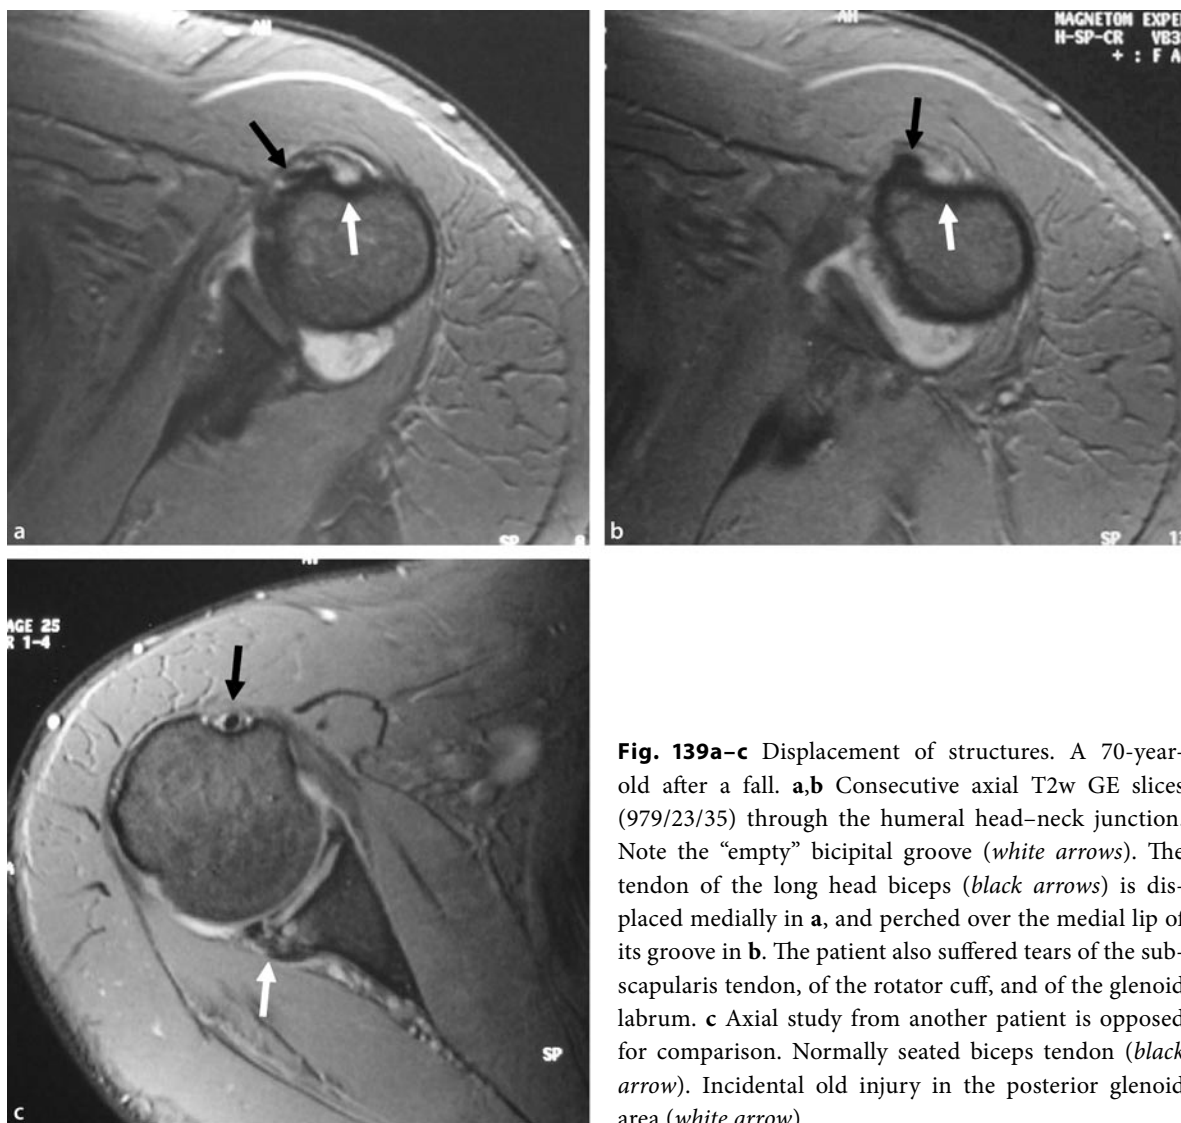 AH
SP 8
a
AH
MAGNETOM EXPE
H-SP-CR VB3
+ : F A
SP 1
b
AGE 25
R 1-4
SP
c
Fig. 139a–c Displacement of structures. A 70-year-
old after a fall. a,b Consecutive axial T2w GE slices
(979/23/35) through the humeral head–neck junction.
Note the “empty” bicipital groove (white arrows). The
tendon of the long head biceps (black arrows) is dis-
placed medially in a, and perched over the medial lip of
its groove in b. The patient also suffered tears of the sub-
scapularis tendon, of the rotator cuff, and of the glenoid
labrum. c Axial study from another patient is opposed
for comparison. Normally seated biceps tendon (black
arrow). Incidental old injury in the posterior glenoid
area (white arrow)